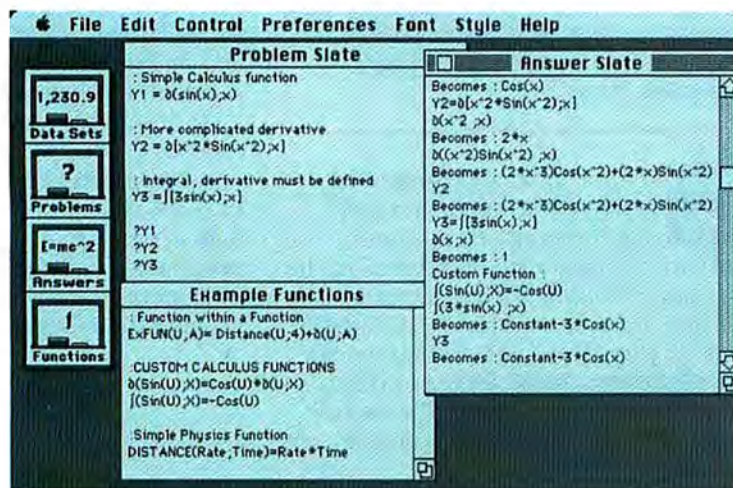 File Edit Control Preferences Font Style Help
1,230.9
Data Sets
?
Problems
E=mc^2
Answers
∫
Functions
Problem Slate
: Simple Calculus function
Y1 = ∂(sin(x);x)
: More complicated derivative
Y2 = ∂[x^2*Sin(x^2);x]
: Integral, derivative must be defined
Y3 =∫[3sin(x);x]
?Y1
?Y2
?Y3
Example Functions
: Function within a Function
ExFUN(U;A)= Distance(U;4)+∂(U;A)
:CUSTOM CALCULUS FUNCTIONS
∂(Sin(U);X)=Cos(U)*∂(U;X)
∫(Sin(U);X)=-Cos(U)
:Simple Physics Function
DISTANCE(Rate;Time)=Rate*Time
Answer Slate
Becomes : Cos(x)
Y2=∂[x^2*Sin(x^2);x]
∂(x^2 ;x)
Becomes : 2*x
∂((x^2)Sin(x^2) ;x)
Becomes : (2*x^3)Cos(x^2)+(2*x)Sin(x^2)
Y2
Becomes : (2*x^3)Cos(x^2)+(2*x)Sin(x^2)
Y3=∫[3sin(x);x]
∂(x;x)
Becomes : 1
Custom Function :
∫(Sin(U);X)=-Cos(U)
∫(3*sin(x) ;x)
Becomes : Constant-3*Cos(x)
Y3
Becomes : Constant-3*Cos(x)